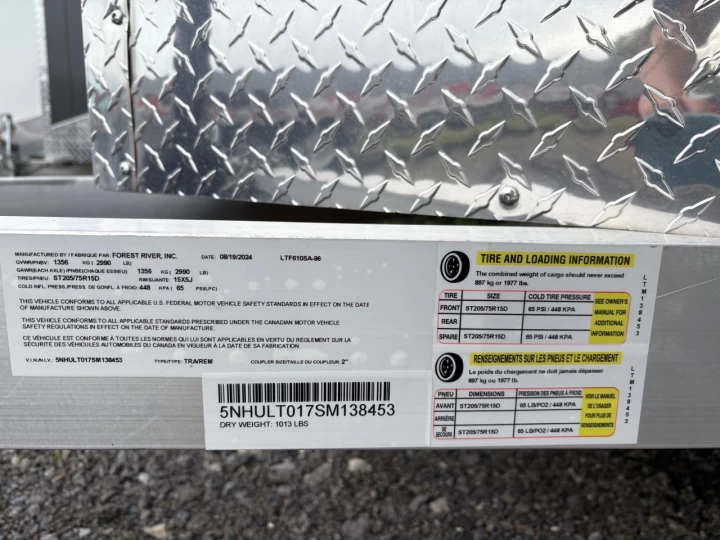 MANUFACTURED BY / FABRIQUE PAR: FOREST RIVER, INC. DATE: 08/19/2024 LTF6105A-86
GVWR/PNBV: 1356 KG ( 2990 LB)
GAWR(EACH AXLE) /PNBE(CHAQUE ESSIEU) 1356 KG ( 2990 LB)
TIRES/PNEU: ST205/75R15D RIMS/JANTE: 15X5J
COLD INFL. PRESS./PRESS. DE GONFL. À FROID: 448 KPA ( 65 PSI/LPC)
THIS VEHICLE CONFORMS TO ALL APPLICABLE U.S. FEDERAL MOTOR VEHICLE SAFETY STANDARDS IN EFFECT ON THE DATE
OF MANUFACTURE SHOWN ABOVE.
THIS VEHICLE CONFORMS TO ALL APPLICABLE STANDARDS PRESCRIBED UNDER THE CANADIAN MOTOR VEHICLE
SAFETY REGULATIONS IN EFFECT ON THE DATE OF MANUFACTURE.
CE VÉHICULE EST CONFORME À TOUTES LES NORMES QUI LUI SONT APPLICABLES EN VERTU DU RÈGLEMENT SUR LA
SÉCURITÉ DES VÉHICULES AUTOMOBILES DU CANADA EN VIGUEUR À LA DATE DE SA FABRICATION.
V.I.N./N.I.V.: 5NHULT017SM138453 TYPE/TYPE: TRA/REM COUPLER SIZE/TAILLE DU COUPLEUR: 2"
5NHULT017SM138453
DRY WEIGHT: 1013 LBS
TIRE AND LOADING INFORMATION
The combined weight of cargo should never exceed
897 kg or 1977 lbs.
TIRE SIZE COLD TIRE PRESSURE SEE OWNER'S
FRONT ST205/75R15D 65 PSI / 448 KPA MANUAL FOR
REAR ADDITIONAL
SPARE ST205/75R15D 65 PSI / 448 KPA INFORMATION
LTM138453
RENSEIGNEMENTS SUR LES PNEUS ET LE CHARGEMENT
Le poids du chargement ne doit jamais dépasser
897 kg ou 1977 lb.
PNEU DIMENSIONS PRESSION DES PNEUS À FROID VOIR LE MANUEL
AVANT ST205/75R15D 65 LB/PO2 / 448 KPA DE L'USAGER
ARRIÈRE POUR PLUS DE
DE SECOURS ST205/75R15D 65 LB/PO2 / 448 KPA RENSEIGNEMENTS
LTM138453